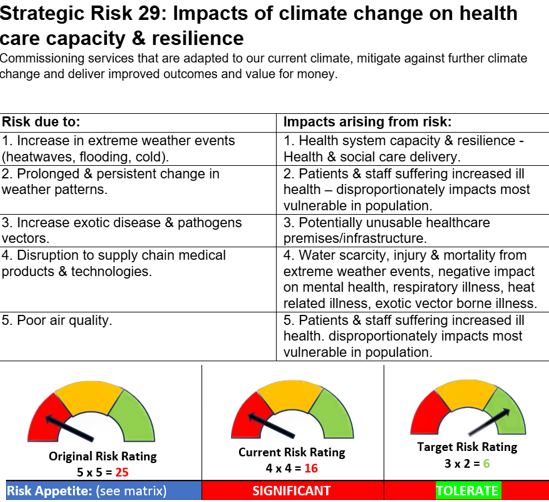 Strategic Risk 29: Impacts of climate change on health
care capacity & resilience
Commissioning services that are adapted to our current climate, mitigate against further climate
change and deliver improved outcomes and value for money.
Risk due to:
Impacts arising from risk:
1. Increase in extreme weather events
(heatwaves, flooding, cold).
1. Health system capacity & resilience -
Health & social care delivery.
2. Prolonged & persistent change in
weather patterns.
2. Patients & staff suffering increased ill
health – disproportionately impacts most
vulnerable in population.
3. Increase exotic disease & pathogens
vectors.
3. Potentially unusable healthcare
premises/infrastructure.
4. Disruption to supply chain medical
products & technologies.
4. Water scarcity, injury & mortality from
extreme weather events, negative impact
on mental health, respiratory illness, heat
related illness, exotic vector borne illness.
5. Poor air quality.
5. Patients & staff suffering increased ill
health. disproportionately impacts most
vulnerable in population.
Original Risk Rating
5 x 5 = 25
Current Risk Rating
4 x 4 = 16
Target Risk Rating
3 x 2 = 6
Risk Appetite: (see matrix)
SIGNIFICANT
TOLERATE